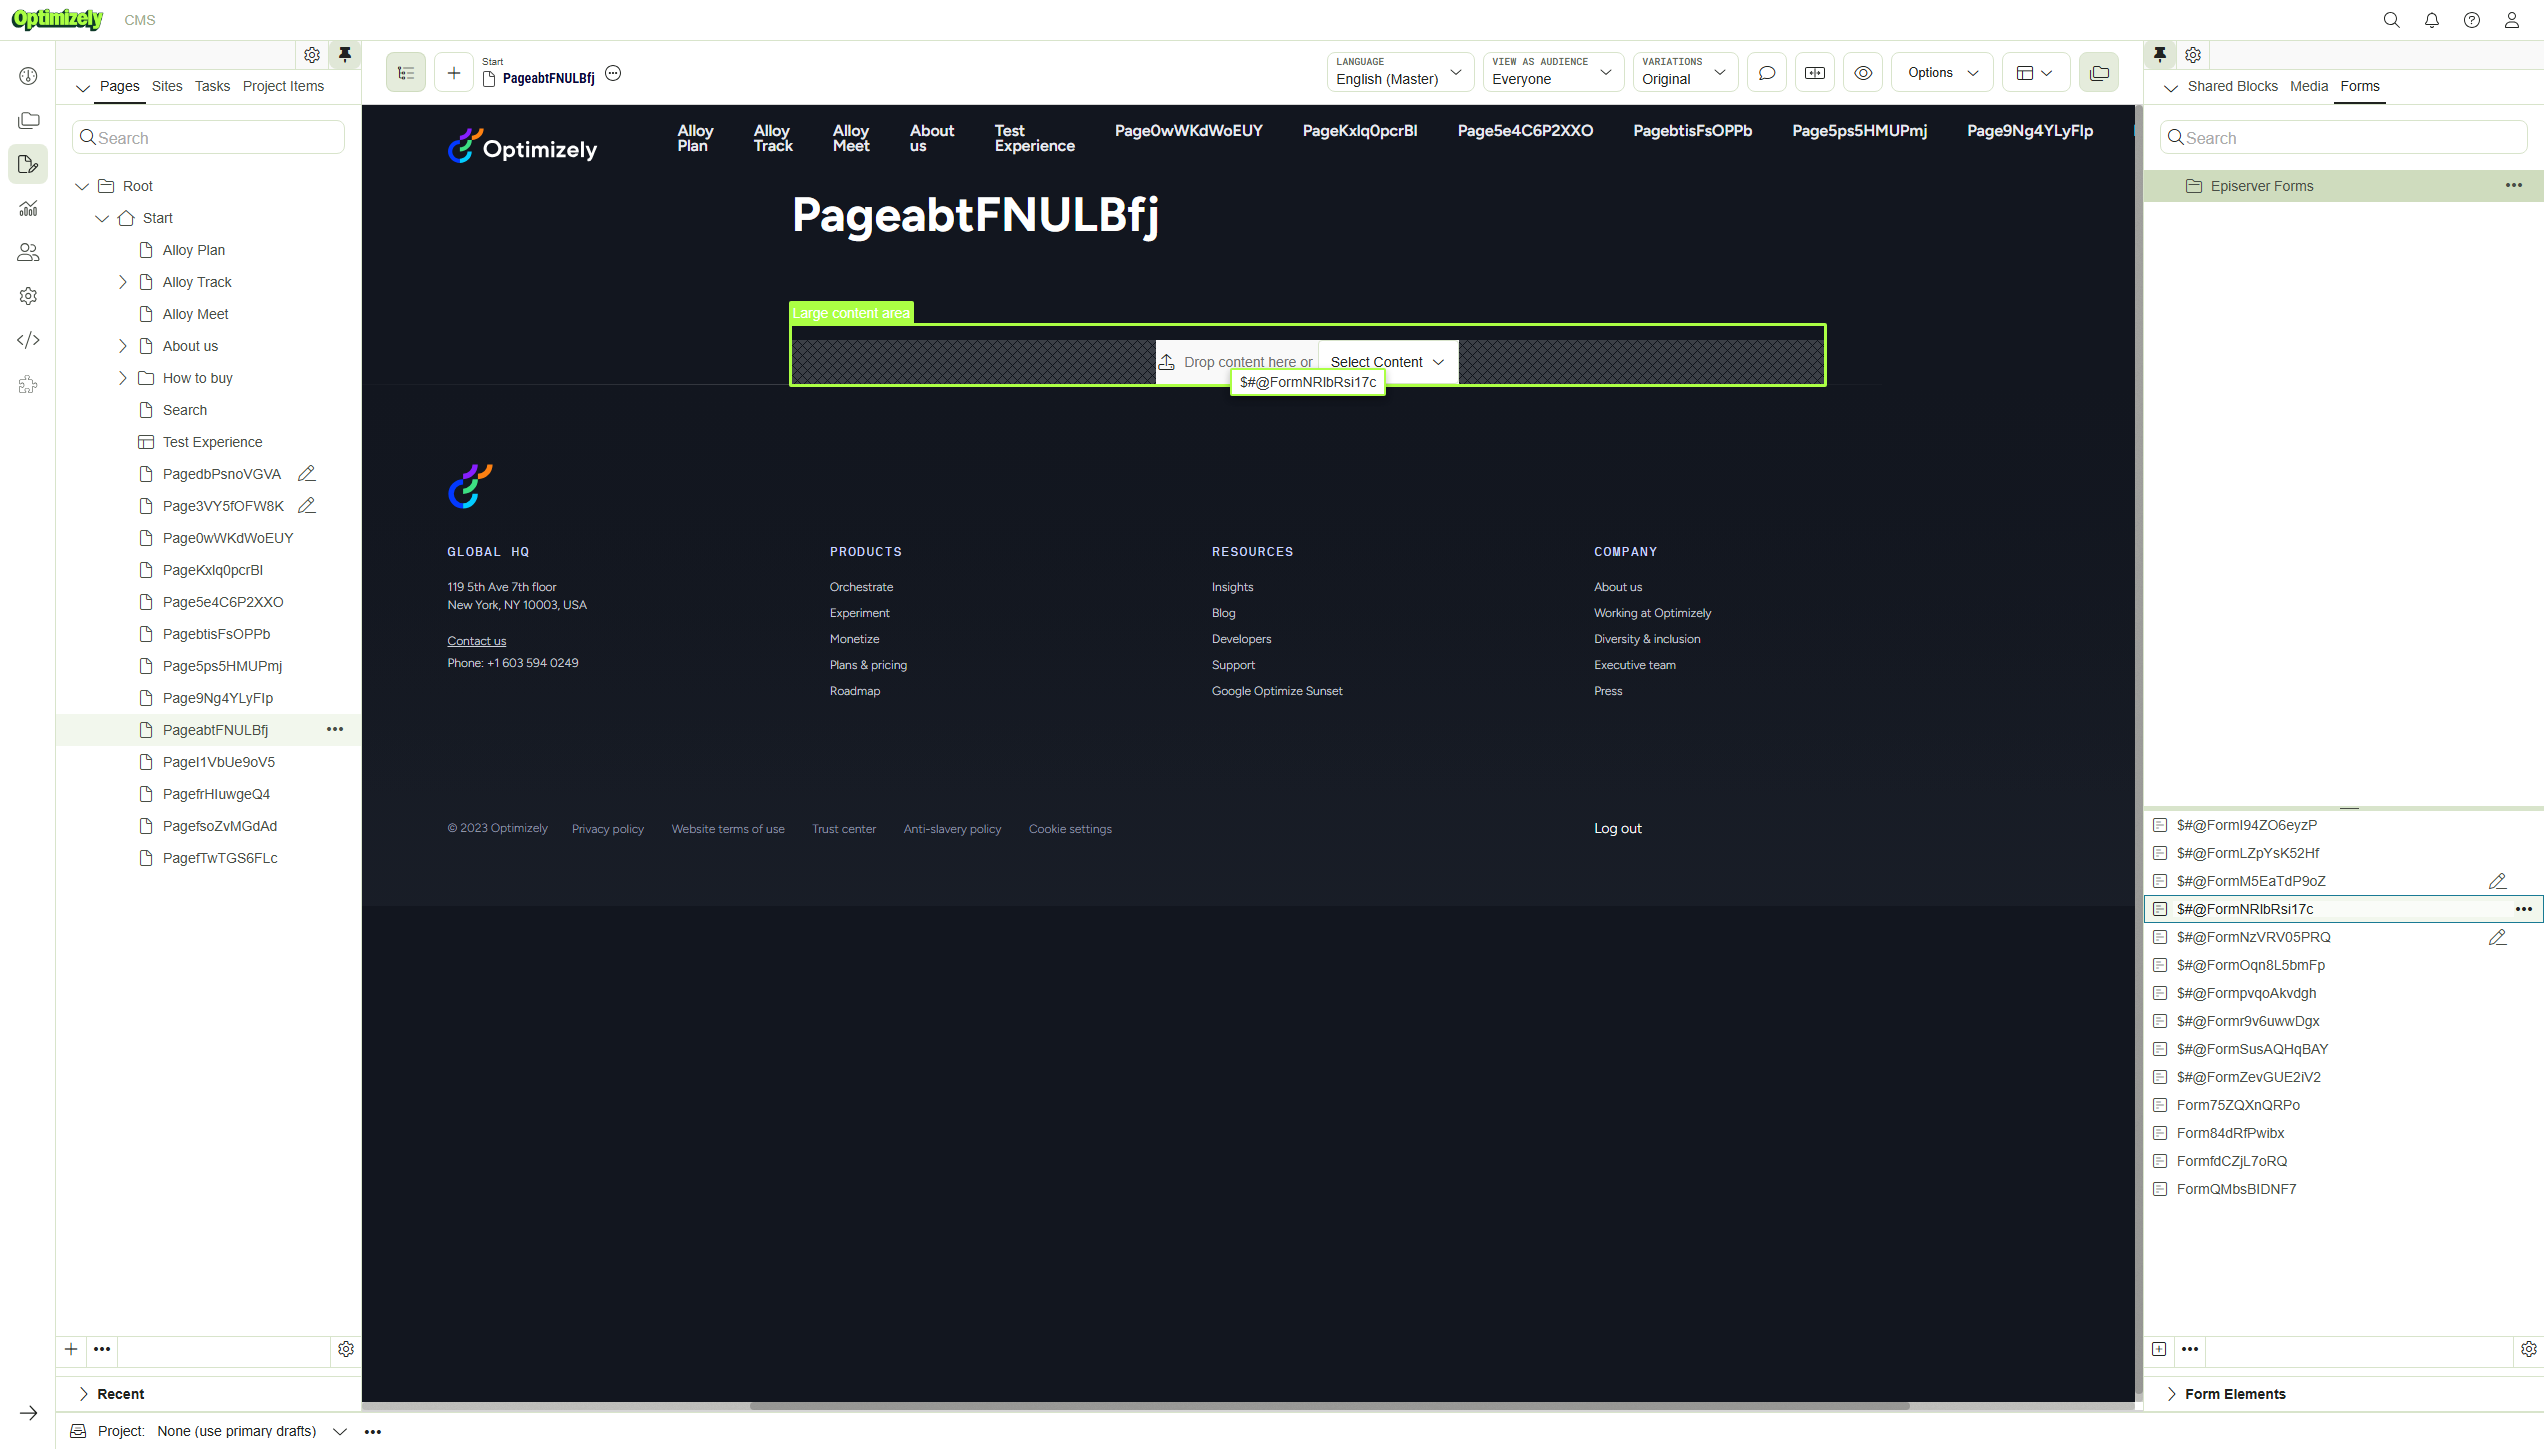 Optimizely CMS
Pages Sites Tasks Project Items
Search
Root
Start
Alloy Plan
Alloy Track
Alloy Meet
About us
How to buy
Search
Test Experience
PagedbPsnoVGVA
Page3VY5fOFW8K
Page0wWKdWoEUY
PageKxIq0pcrBI
Page5e4C6P2XXO
PagebtisFsOPPb
Page5ps5HMUPmj
Page9Ng4YLyFIp
PageabtFNULBfj
PageI1VbUe9oV5
PagefrHIuwgeQ4
PagefsoZvMGdAd
PagefTwTGS6FLc
Recent
Project: None (use primary drafts)
Start
PageabtFNULBfj
LANGUAGE
English (Master)
VIEW AS AUDIENCE
Everyone
VARIATIONS
Original
Options
Optimizely
Alloy Plan
Alloy Track
Alloy Meet
About us
Test Experience
Page0wWKdWoEUY
PageKxIq0pcrBI
Page5e4C6P2XXO
PagebtisFsOPPb
Page5ps5HMUPmj
Page9Ng4YLyFIp
PageabtFNULBfj
Large content area
Drop content here or Select Content
$#@FormNRlbRsi17c
GLOBAL HQ
119 5th Ave 7th floor
New York, NY 10003, USA
Contact us
Phone: +1 603 594 0249
PRODUCTS
Orchestrate
Experiment
Monetize
Plans & pricing
Roadmap
RESOURCES
Insights
Blog
Developers
Support
Google Optimize Sunset
COMPANY
About us
Working at Optimizely
Diversity & inclusion
Executive team
Press
© 2023 Optimizely Privacy policy Website terms of use Trust center Anti-slavery policy Cookie settings
Log out
Shared Blocks Media Forms
Search
Episerver Forms
$#@FormI94ZO6eyzP
$#@FormLZpYsK52Hf
$#@FormM5EaTdP9oZ
$#@FormNRlbRsi17c
$#@FormNzVRV05PRQ
$#@FormOqn8L5bmFp
$#@FormpvqoAkvdgh
$#@Formr9v6uwwDgx
$#@FormSusAQHqBAY
$#@FormZevGUE2iV2
Form75ZQXnQRPo
Form84dRfPwibx
FormfdCZjL7oRQ
FormQMbsBIDNF7
Form Elements